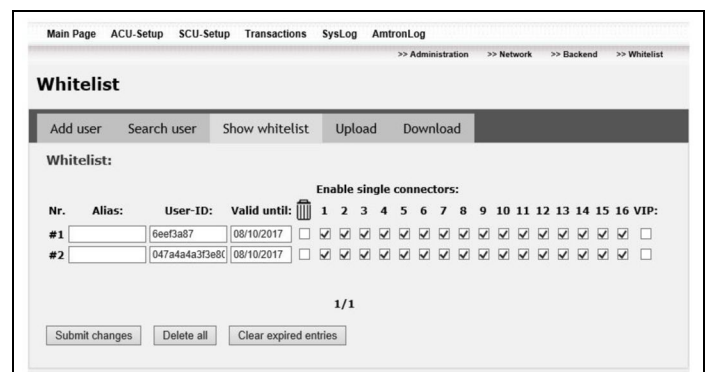 Main Page ACU-Setup SCU-Setup Transactions SysLog AmtronLog
>> Administration >> Network >> Backend >> Whitelist
Whitelist
Add user Search user Show whitelist Upload Download
Whitelist:
Enable single connectors:
Nr. Alias: User-ID: Valid until: 1 2 3 4 5 6 7 8 9 10 11 12 13 14 15 16 VIP:
#1 6eef3a87 08/10/2017
#2 047a4a4a3f3e80 08/10/2017
1/1
Submit changes Delete all Clear expired entries